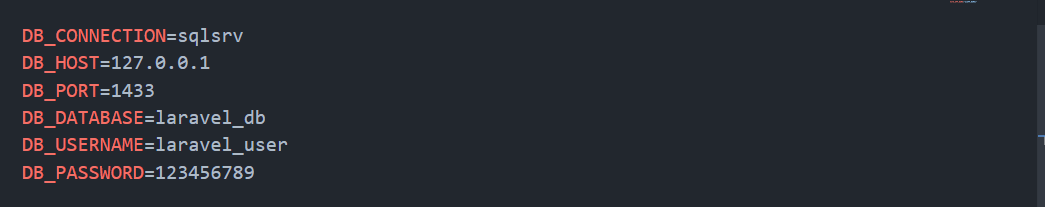 DB_CONNECTION=sqlsrv
DB_HOST=127.0.0.1
DB_PORT=1433
DB_DATABASE=laravel_db
DB_USERNAME=laravel_user
DB_PASSWORD=123456789